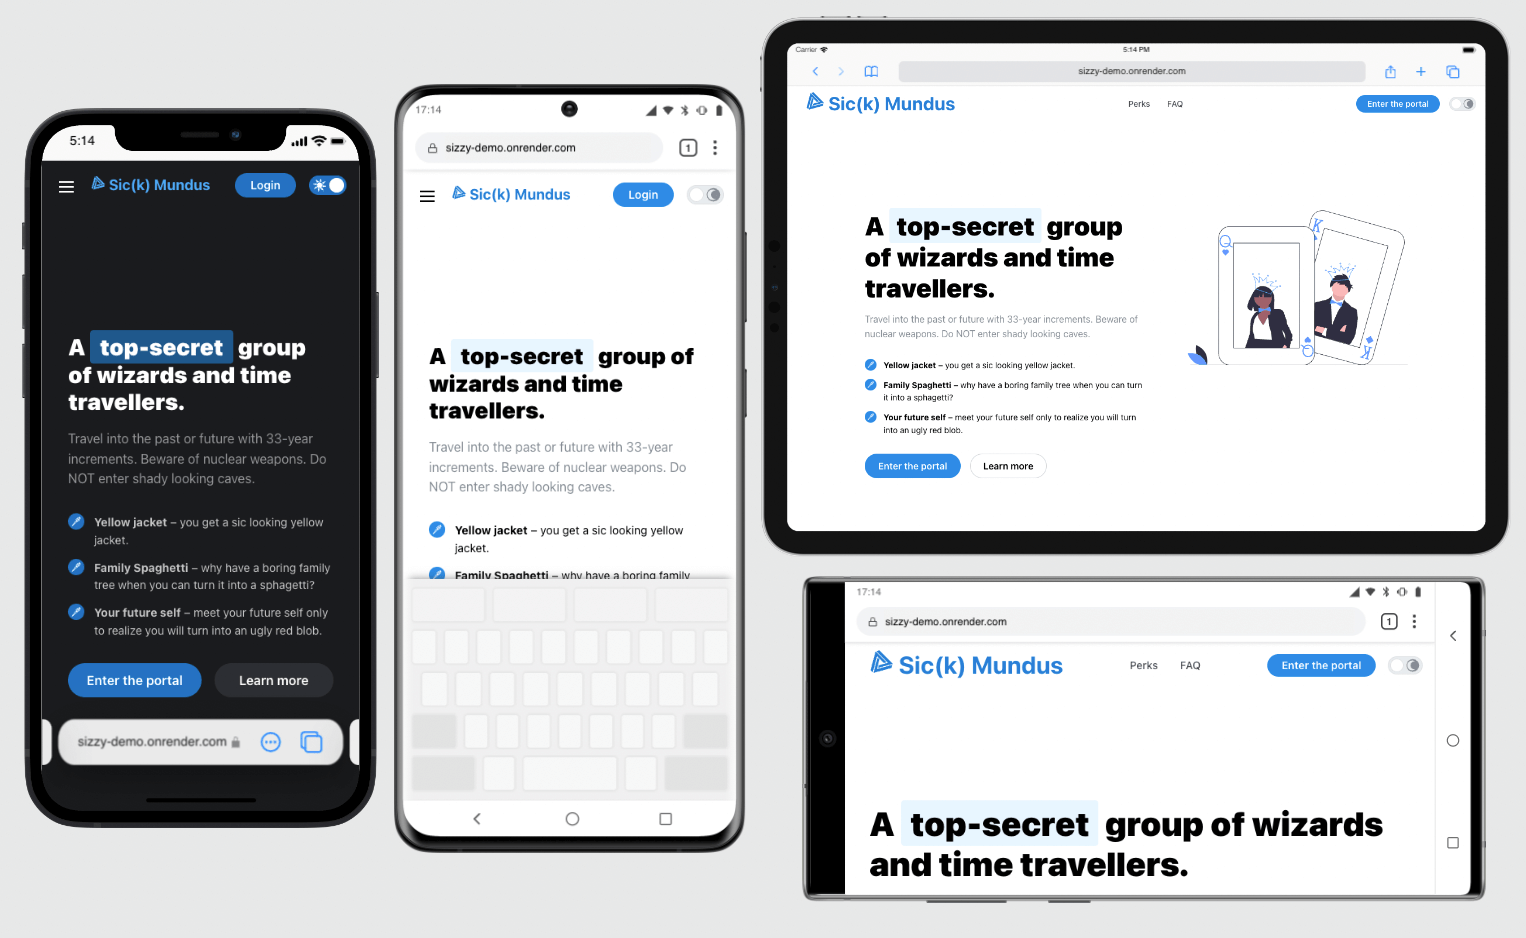 5:14
Sic(k) Mundus
Login
A top-secret group
of wizards and time
travellers.
Travel into the past or future with 33-year
increments. Beware of nuclear weapons. Do
NOT enter shady looking caves.
Yellow jacket – you get a sic looking yellow
jacket.
Family Spaghetti – why have a boring family
tree when you can turn it into a sphagetti?
Your future self – meet your future self only
to realize you will turn into an ugly red blob.
Enter the portal
Learn more
sizzy-demo.onrender.com
17:14
sizzy-demo.onrender.com
1
Sic(k) Mundus
Login
A top-secret group of
wizards and time
travellers.
Travel into the past or future with 33-year
increments. Beware of nuclear weapons. Do
NOT enter shady looking caves.
Yellow jacket – you get a sic looking yellow
jacket.
Family Spaghetti – why have a boring family
Carrier
5:14 PM
sizzy-demo.onrender.com
Sic(k) Mundus
Perks
FAQ
Enter the portal
A top-secret group
of wizards and time
travellers.
Travel into the past or future with 33-year increments. Beware of
nuclear weapons. Do NOT enter shady looking caves.
Yellow jacket – you get a sic looking yellow jacket.
Family Spaghetti – why have a boring family tree when you can turn
it into a sphagetti?
Your future self – meet your future self only to realize you will turn
into an ugly red blob.
Enter the portal
Learn more
Q
K
Q
K
17:14
sizzy-demo.onrender.com
1
Sic(k) Mundus
Perks
FAQ
Enter the portal
A top-secret group of wizards
and time travellers.